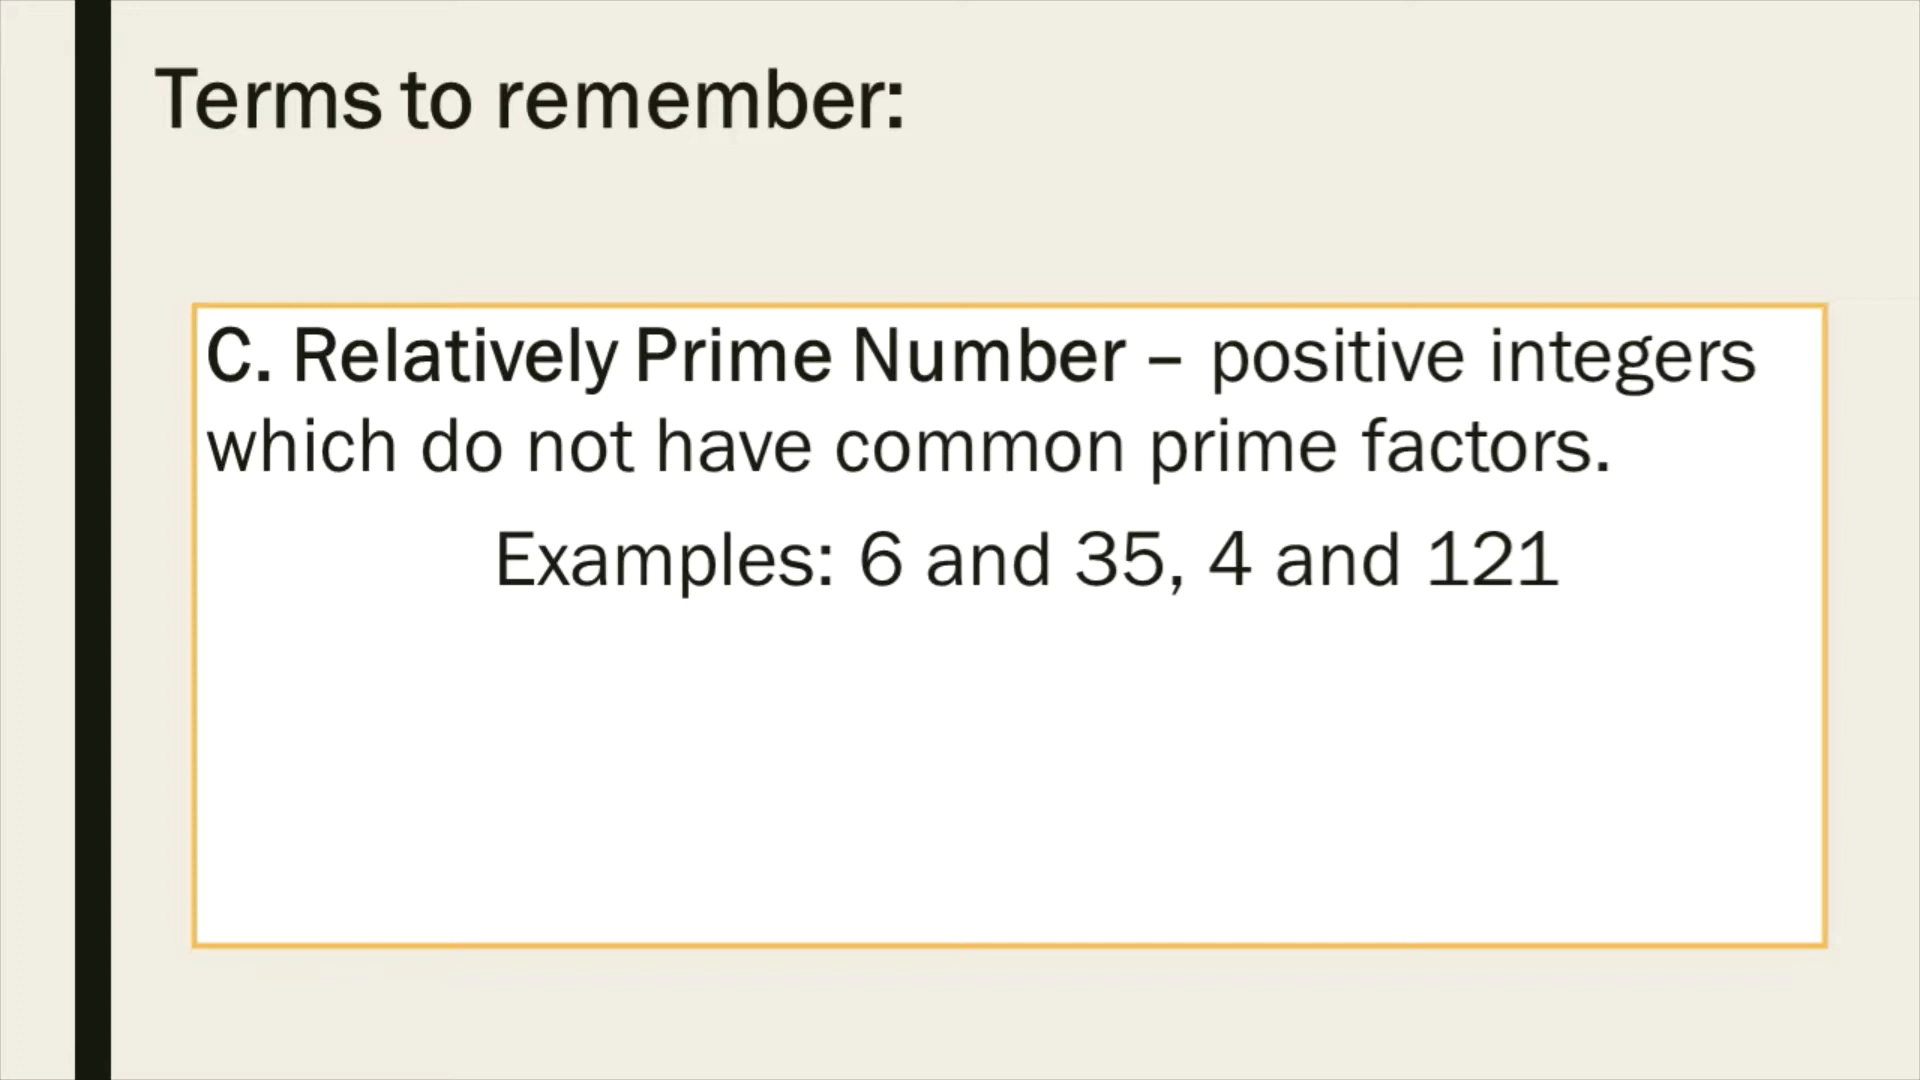 Terms to remember:
C. Relatively Prime Number – positive integers
which do not have common prime factors.
Examples: 6 and 35, 4 and 121